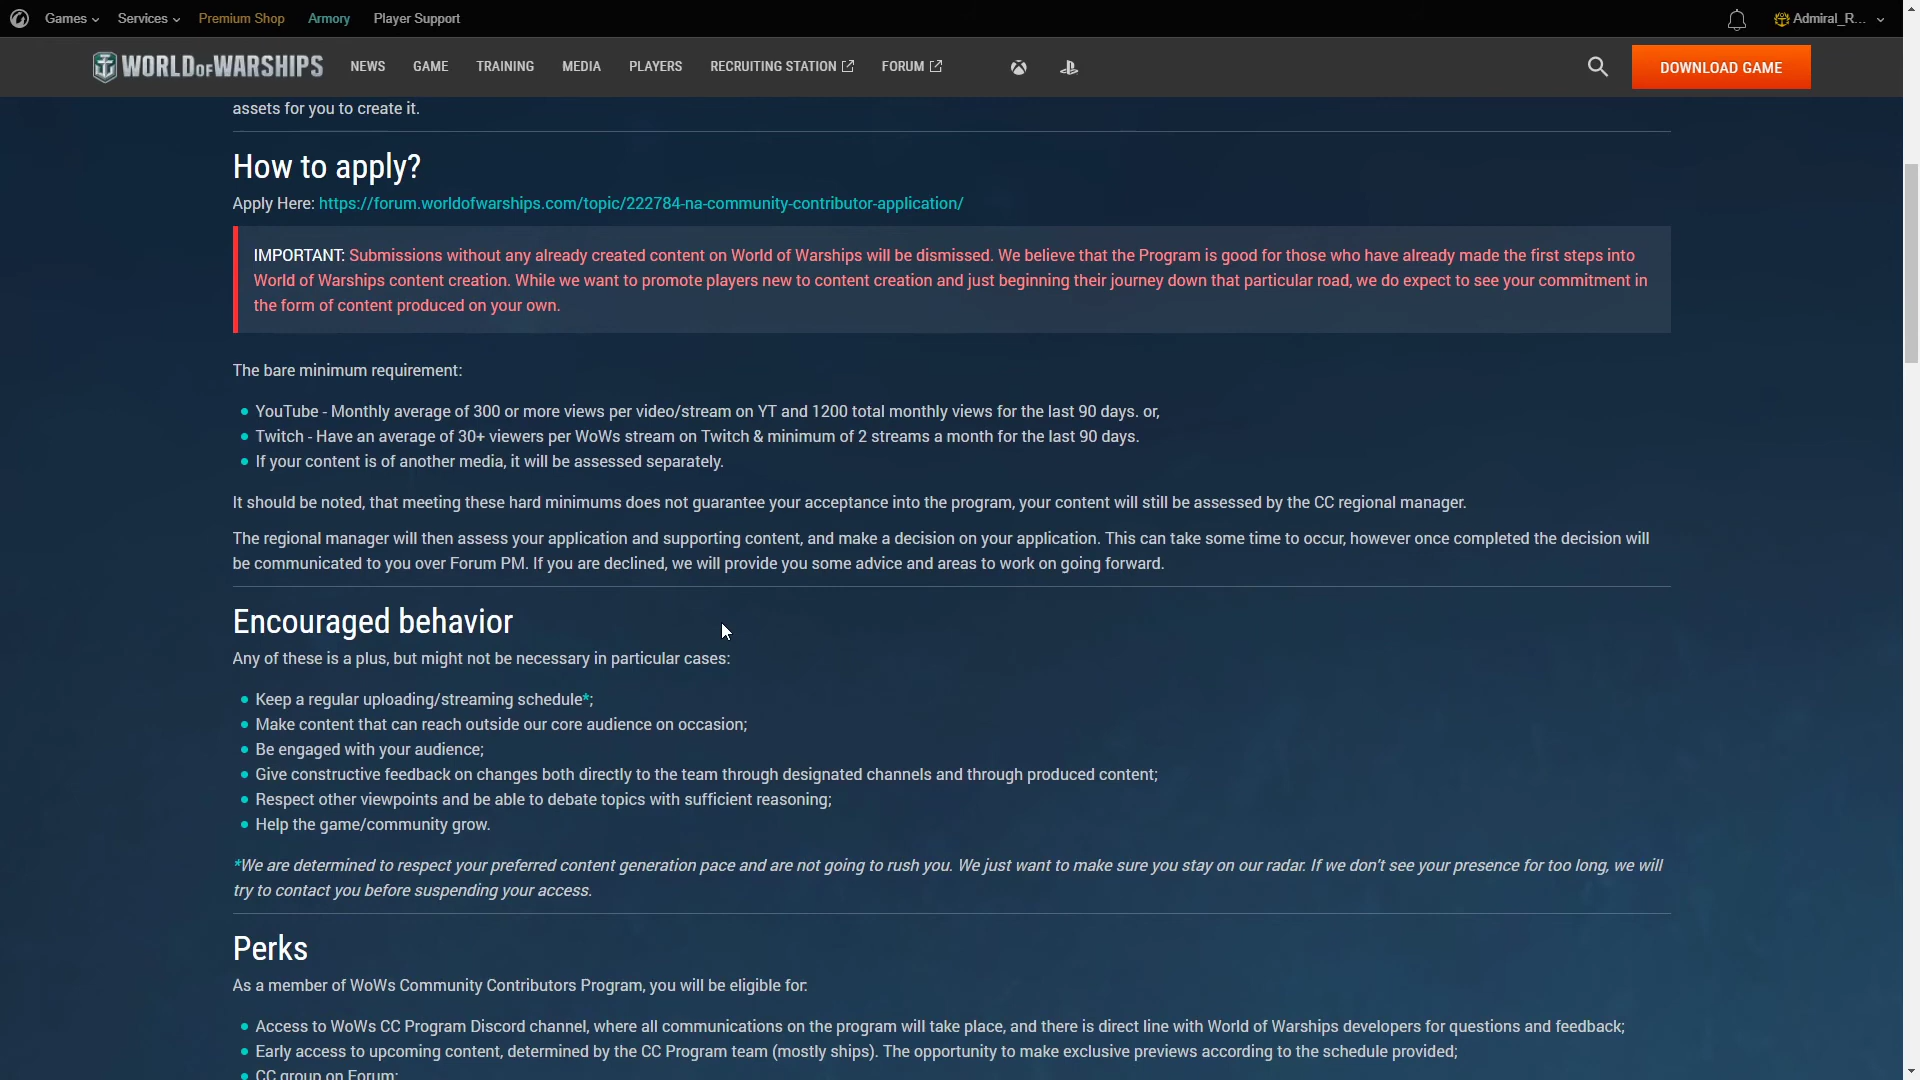 Games Services Premium Shop Armory Player Support Admiral_R...
WORLD OF WARSHIPS NEWS GAME TRAINING MEDIA PLAYERS RECRUITING STATION FORUM DOWNLOAD GAME
assets for you to create it.
How to apply?
Apply Here: https://forum.worldofwarships.com/topic/222784-na-community-contributor-application/
IMPORTANT: Submissions without any already created content on World of Warships will be dismissed. We believe that the Program is good for those who have already made the first steps into
World of Warships content creation. While we want to promote players new to content creation and just beginning their journey down that particular road, we do expect to see your commitment in
the form of content produced on your own.
The bare minimum requirement:
YouTube - Monthly average of 300 or more views per video/stream on YT and 1200 total monthly views for the last 90 days. or,
Twitch - Have an average of 30+ viewers per WoWs stream on Twitch & minimum of 2 streams a month for the last 90 days.
If your content is of another media, it will be assessed separately.
It should be noted, that meeting these hard minimums does not guarantee your acceptance into the program, your content will still be assessed by the CC regional manager.
The regional manager will then assess your application and supporting content, and make a decision on your application. This can take some time to occur, however once completed the decision will
be communicated to you over Forum PM. If you are declined, we will provide you some advice and areas to work on going forward.
Encouraged behavior
Any of these is a plus, but might not be necessary in particular cases:
Keep a regular uploading/streaming schedule*;
Make content that can reach outside our core audience on occasion;
Be engaged with your audience;
Give constructive feedback on changes both directly to the team through designated channels and through produced content;
Respect other viewpoints and be able to debate topics with sufficient reasoning;
Help the game/community grow.
*We are determined to respect your preferred content generation pace and are not going to rush you. We just want to make sure you stay on our radar. If we don't see your presence for too long, we will
try to contact you before suspending your access.
Perks
As a member of WoWs Community Contributors Program, you will be eligible for:
Access to WoWs CC Program Discord channel, where all communications on the program will take place, and there is direct line with World of Warships developers for questions and feedback;
Early access to upcoming content, determined by the CC Program team (mostly ships). The opportunity to make exclusive previews according to the schedule provided;
CC group on Forum;